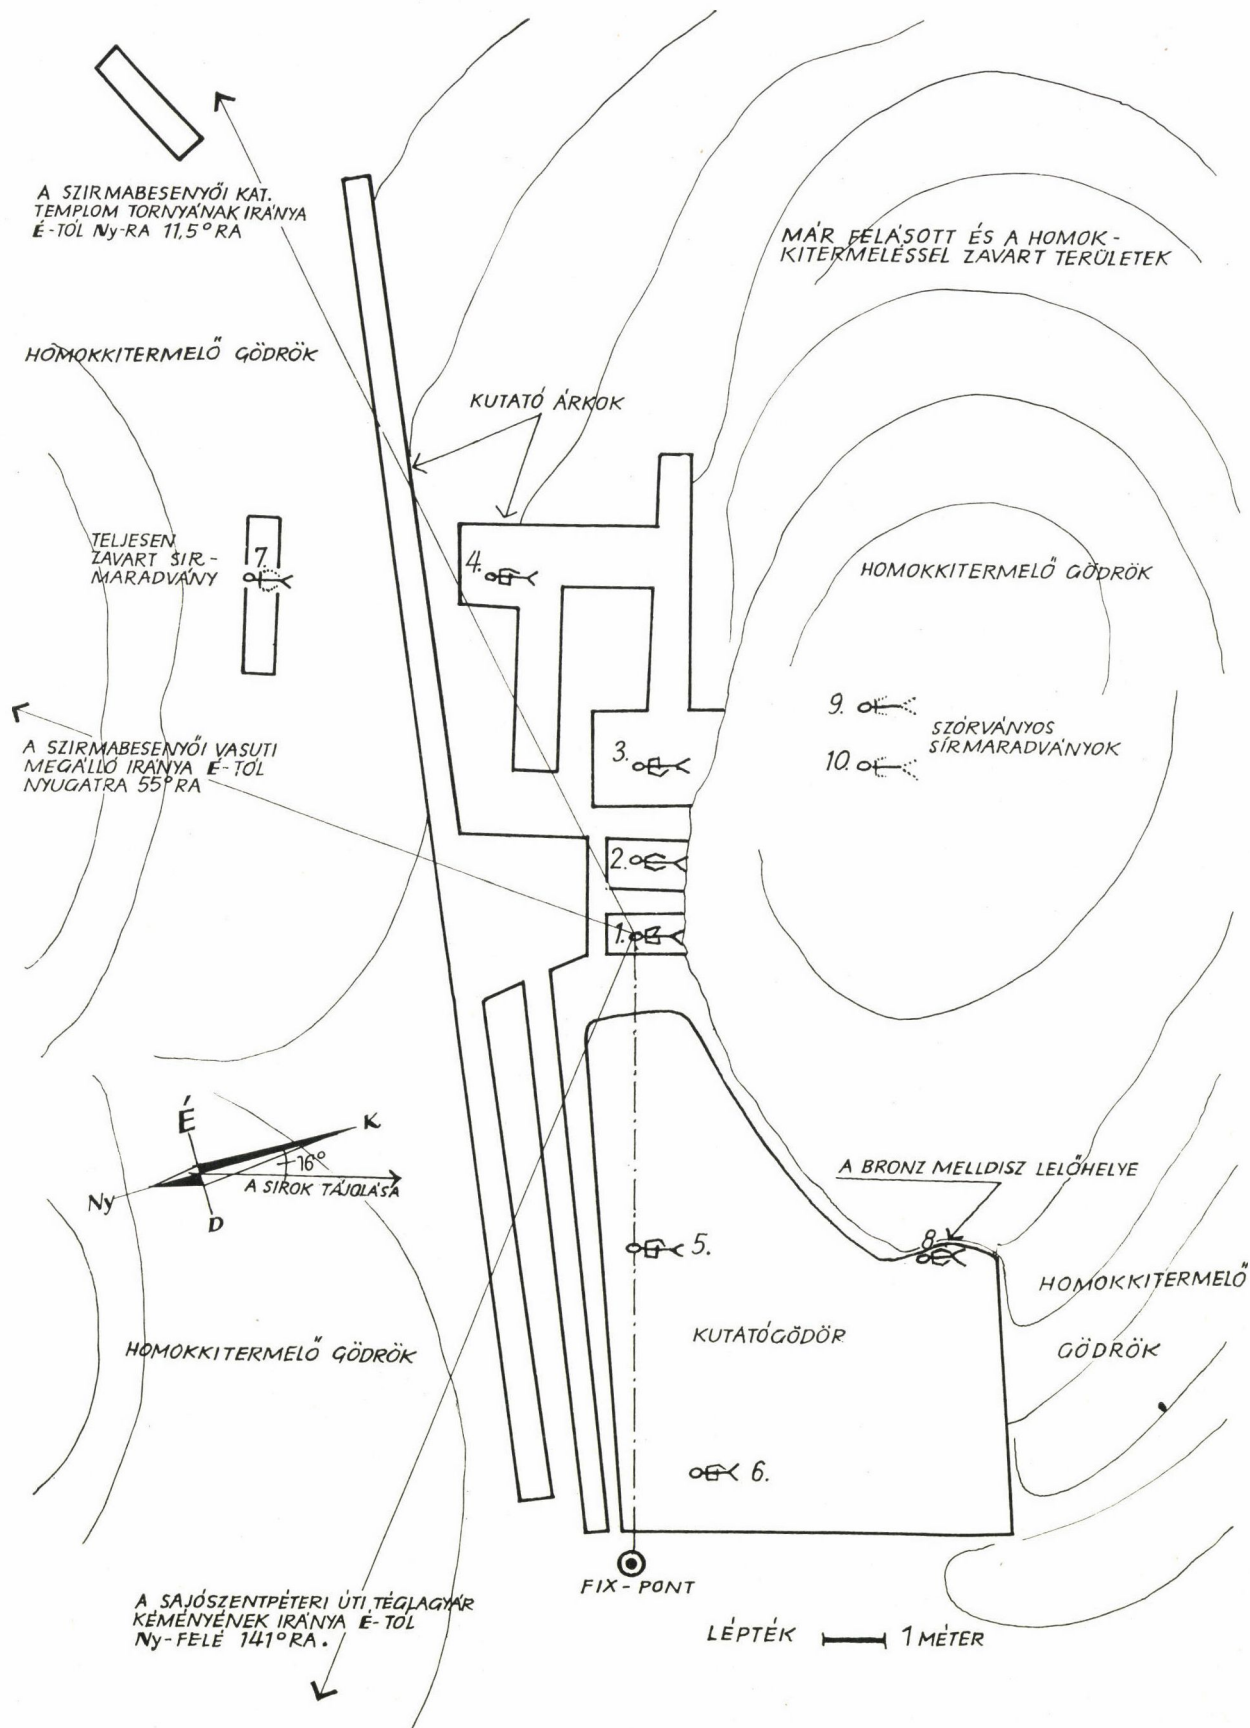 A SZIRMABESENYŐI KAT.
TEMPLOM TORNYÁNAK IRÁNYA
É-TÓL Ny-RA 11,5° RA
MÁR FELÁSOTT ÉS A HOMOK-
KITERMELÉSSEL ZAVART TERÜLETEK
HOMOKKITERMELŐ GÖDRÖK
KUTATÓ ÁRKOK
TELJESEN
ZAVART SIR-
MARADVÁNY
7.
4.
HOMOKKITERMELŐ GÖDRÖK
9.
10.
SZÓRVÁNYOS
SÍRMARADVÁNYOK
A SZIRMABESENYŐI VASUTI
MEGÁLLÓ IRÁNYA É-TÓL
NYUGATRA 55° RA
3.
2.
1.
É
K
16°
A SIROK TÁJOLÁSA
Ny
D
A BRONZ MELLDISZ LELŐHELYE
5.
8.
HOMOKKITERMELŐ
GÖDRÖK
KUTATÓGÖDÖR
HOMOKKITERMELŐ GÖDRÖK
6.
FIX-PONT
A SAJÓSZENTPÉTERI ÚTI TÉGLAGYÁR
KÉMÉNYÉNEK IRÁNYA É-TÓL
Ny-FELÉ 141° RA.
LÉPTÉK 1 MÉTER